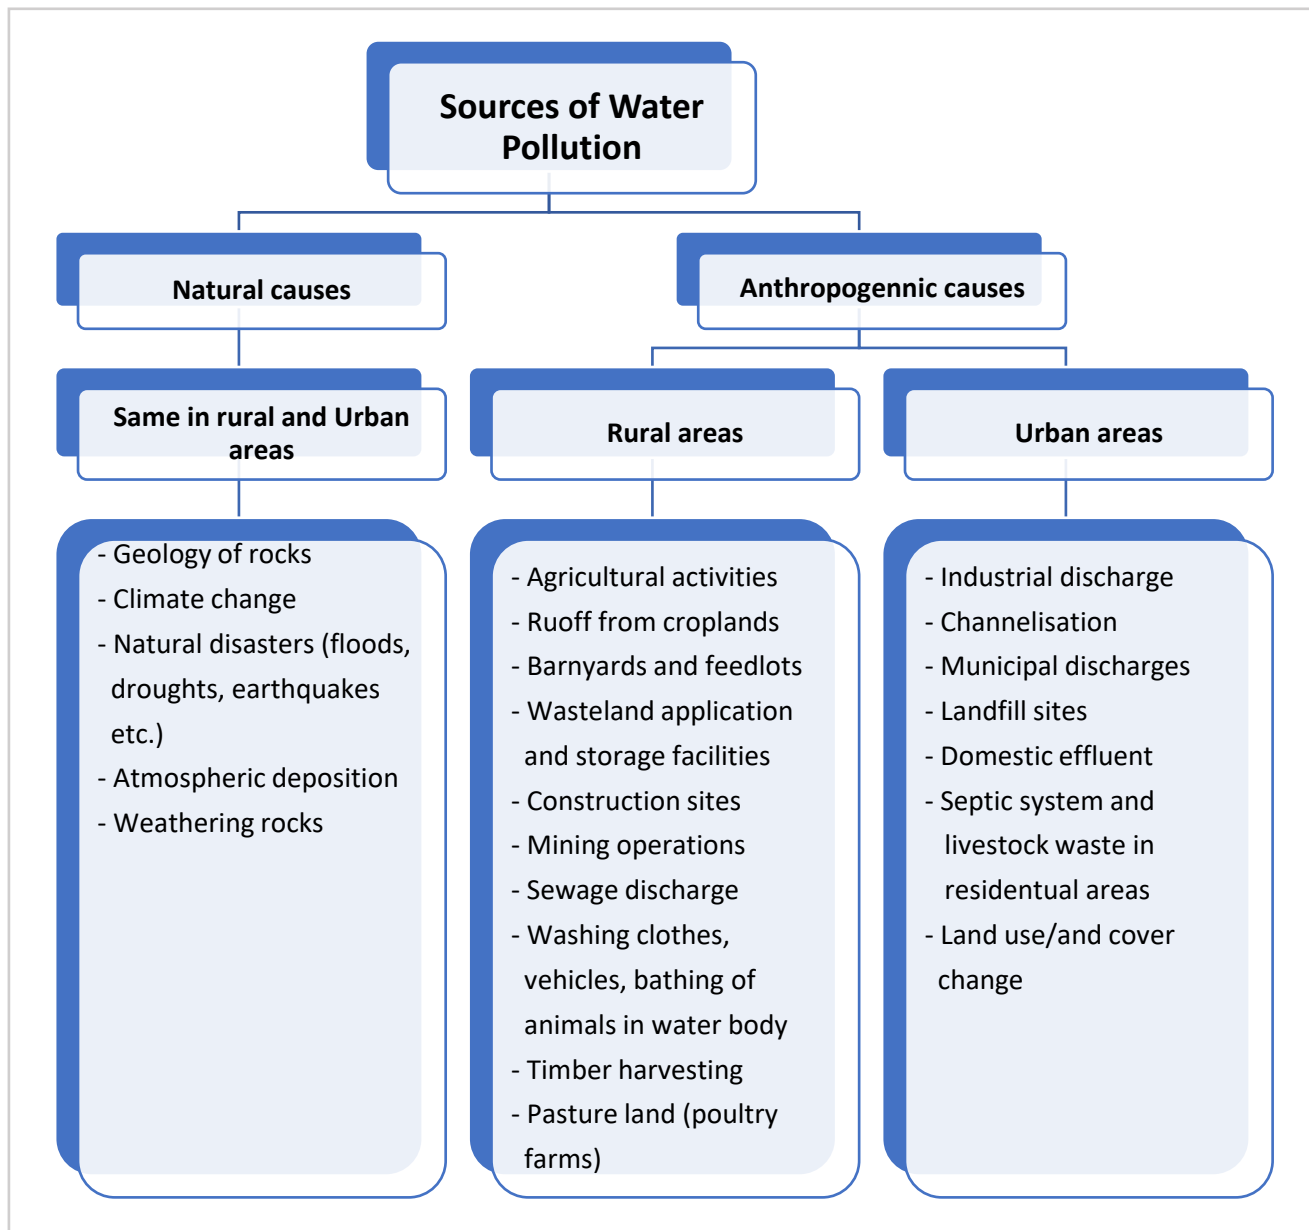 Sources of Water
Pollution
Natural causes
Anthropogennic causes
Same in rural and Urban
areas
Rural areas
Urban areas
- Geology of rocks
- Climate change
- Natural disasters (floods,
droughts, earthquakes
etc.)
- Atmospheric deposition
- Weathering rocks
- Agricultural activities
- Ruoff from croplands
- Barnyards and feedlots
- Wasteland application
and storage facilities
- Construction sites
- Mining operations
- Sewage discharge
- Washing clothes,
vehicles, bathing of
animals in water body
- Timber harvesting
- Pasture land (poultry
farms)
- Industrial discharge
- Channelisation
- Municipal discharges
- Landfill sites
- Domestic effluent
- Septic system and
livestock waste in
residentual areas
- Land use/and cover
change